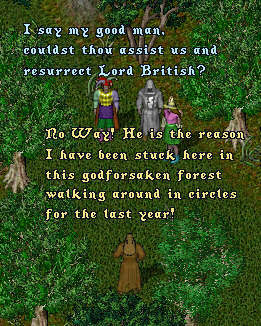 I say my good man,
couldst thou assist us and
resurrect Lord British?
No Way! He is the reason
I have been stuck here in
this godforsaken forest
walking around in circles
for the last year!